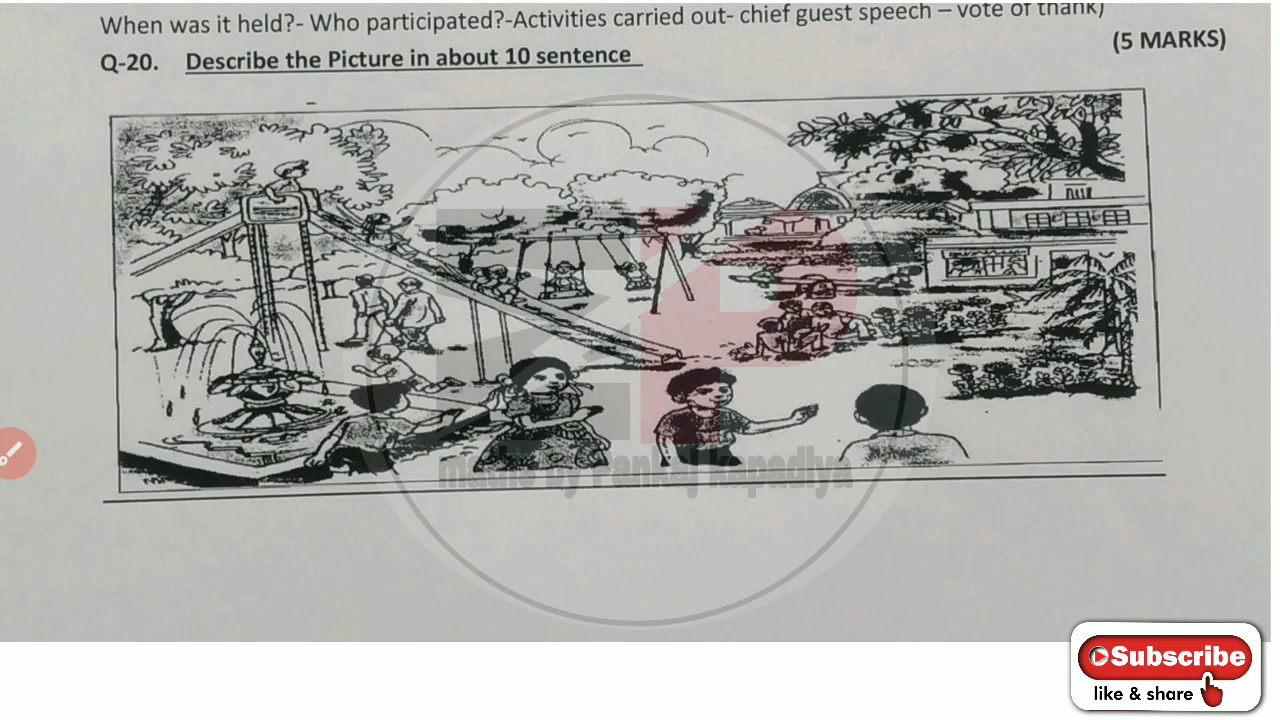 When was it held?- Who participated?-Activities carried out- chief guest speech – vote of thank)
(5 MARKS)
Q-20. Describe the Picture in about 10 sentence
maths by Pankaj Kapadiya
Subscribe
like & share